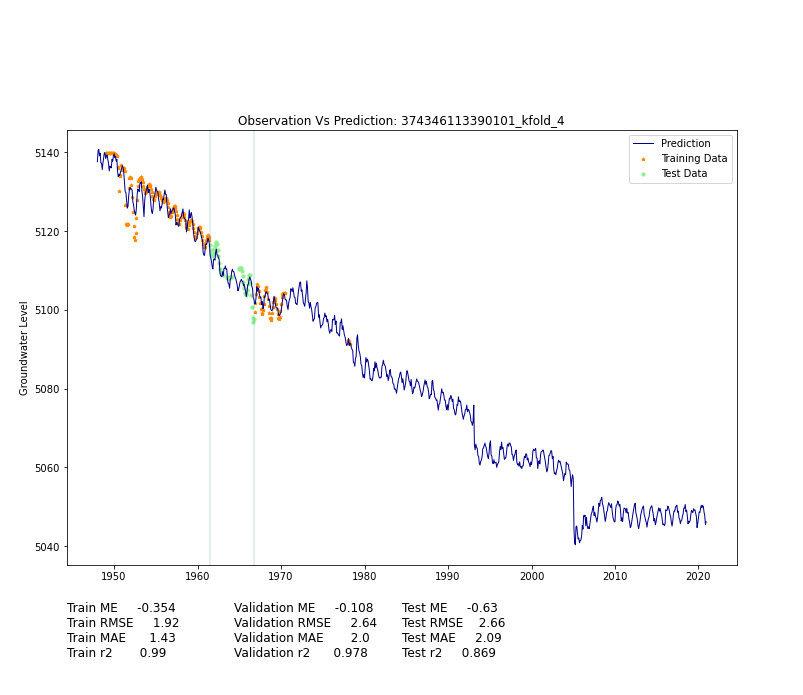 Observation Vs Prediction: 374346113390101_kfold_4
Prediction
Training Data
Test Data
Groundwater Level
5140
5120
5100
5080
5060
5040
1950 1960 1970 1980 1990 2000 2010 2020
Train ME -0.354 Validation ME -0.108 Test ME -0.63
Train RMSE 1.92 Validation RMSE 2.64 Test RMSE 2.66
Train MAE 1.43 Validation MAE 2.0 Test MAE 2.09
Train r2 0.99 Validation r2 0.978 Test r2 0.869